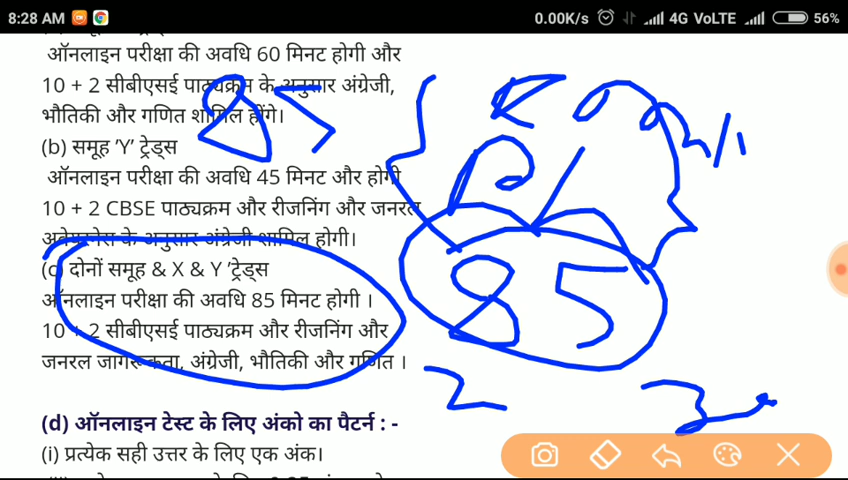 8:28 AM 0.00K/s 4G VoLTE 56%
ऑनलाइन परीक्षा की अवधि 60 मिनट होगी और
10 + 2 सीबीएसई पाठ्यक्रम के अनुसार अंग्रेजी,
भौतिकी और गणित शामिल होंगे।
(b) समूह 'Y' ट्रेड्स
ऑनलाइन परीक्षा की अवधि 45 मिनट और होगी
10 + 2 CBSE पाठ्यक्रम और रीजनिंग और जनरल
अवेयरनेस के अनुसार अंग्रेजी शामिल होगी।
(c) दोनों समूह & X & Y 'ट्रेड्स
ऑनलाइन परीक्षा की अवधि 85 मिनट होगी ।
85
10 + 2 सीबीएसई पाठ्यक्रम और रीजनिंग और
जनरल जागरूकता, अंग्रेजी, भौतिकी और गणित ।
(d) ऑनलाइन टेस्ट के लिए अंको का पैटर्न : -
(i) प्रत्येक सही उत्तर के लिए एक अंक।